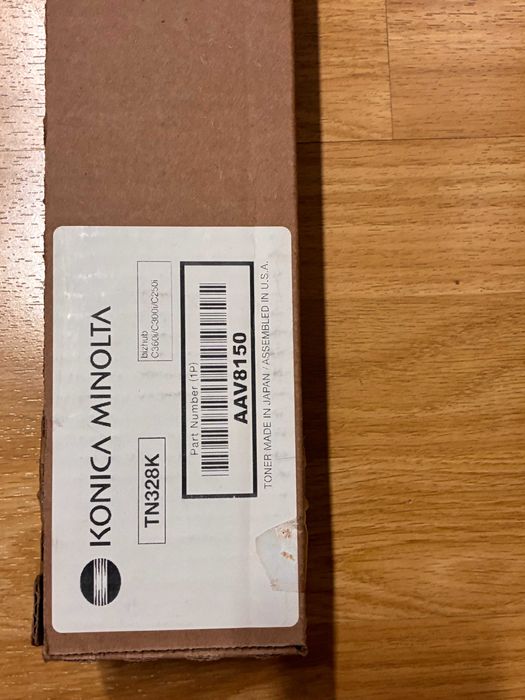 KONICA MINOLTA
TN328K
bizhub
C360i/C300i/C250i
Part Number (1P)
AAV8150
TONER MADE IN JAPAN / ASSEMBLED IN U.S.A.